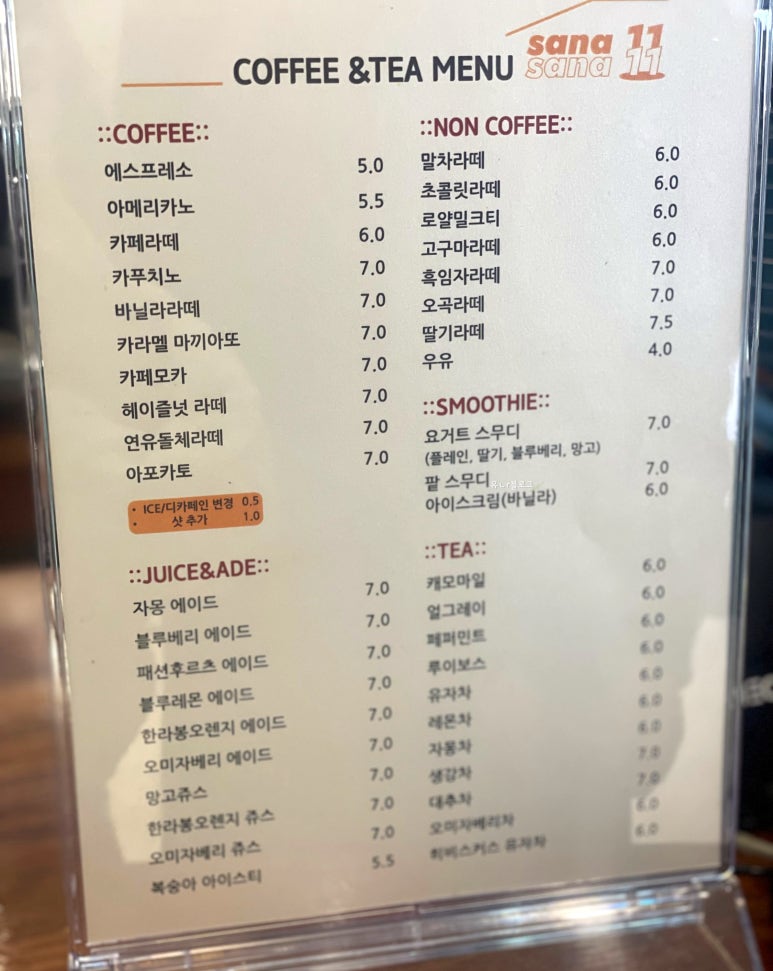 COFFEE &TEA MENU
sana 11
sana 11
::COFFEE::
에스프레소 5.0
아메리카노 5.5
카페라떼 6.0
카푸치노 7.0
바닐라라떼 7.0
카라멜 마끼아또 7.0
카페모카 7.0
헤이즐넛 라떼 7.0
연유돌체라떼 7.0
아포카토 7.0
• ICE/디카페인 변경 0.5
• 샷 추가 1.0
::JUICE&ADE::
자몽 에이드 7.0
블루베리 에이드 7.0
패션후르츠 에이드 7.0
블루레몬 에이드 7.0
한라봉오렌지 에이드 7.0
오미자베리 에이드 7.0
망고쥬스 7.0
한라봉오렌지 쥬스 7.0
오미자베리 쥬스 7.0
복숭아 아이스티 5.5
::NON COFFEE::
말차라떼 6.0
초콜릿라떼 6.0
로얄밀크티 6.0
고구마라떼 6.0
흑임자라떼 7.0
오곡라떼 7.0
딸기라떼 7.5
우유 4.0
::SMOOTHIE::
요거트 스무디 7.0
(플레인, 딸기, 블루베리, 망고)
팥 스무디 7.0
아이스크림(바닐라) 6.0
::TEA::
캐모마일 6.0
얼그레이 6.0
페퍼민트 6.0
루이보스 6.0
유자차 6.0
레몬차 6.0
자몽차 7.0
생강차 7.0
대추차 6.0
오미자베리차 6.0
히비스커스 유자차